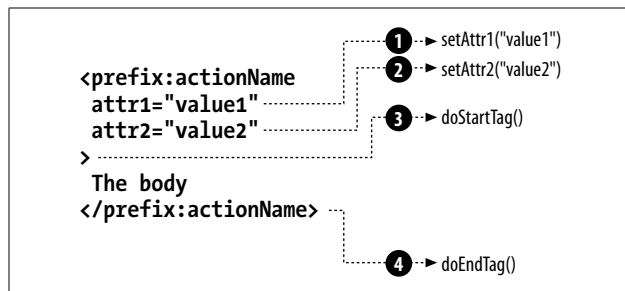 1 setAttr1("value1")
2 setAttr2("value2")
<prefix:actionName
attr1="value1"
attr2="value2"
3 doStartTag()
>
The body
</prefix:actionName>
4 doEndTag()